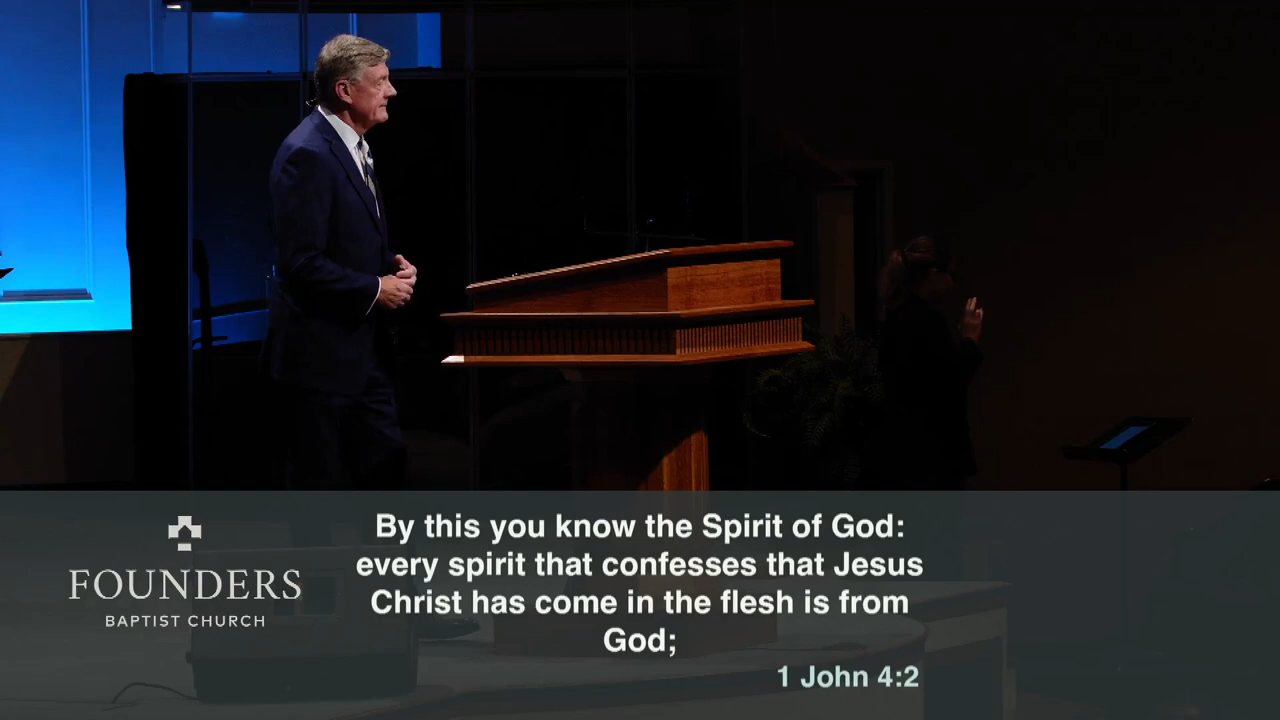 FOUNDERS
BAPTIST CHURCH
By this you know the Spirit of God:
every spirit that confesses that Jesus
Christ has come in the flesh is from
God;
1 John 4:2